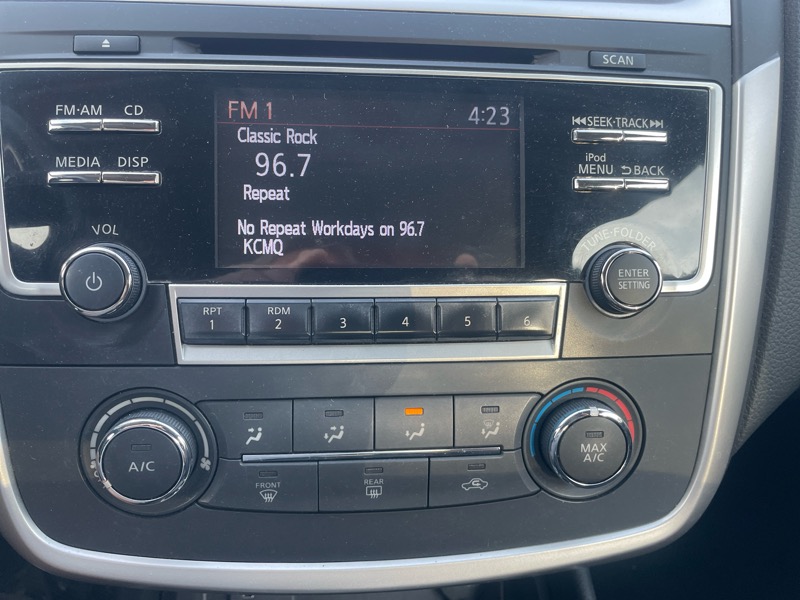 SCAN
FM·AM CD
MEDIA DISP
VOL
FM 1 4:23
Classic Rock
96.7
Repeat
No Repeat Workdays on 96.7
KCMQ
SEEK·TRACK
iPod
MENU BACK
TUNE·FOLDER
ENTER
SETTING
RPT RDM
1 2 3 4 5 6
A/C
MAX
A/C
FRONT REAR